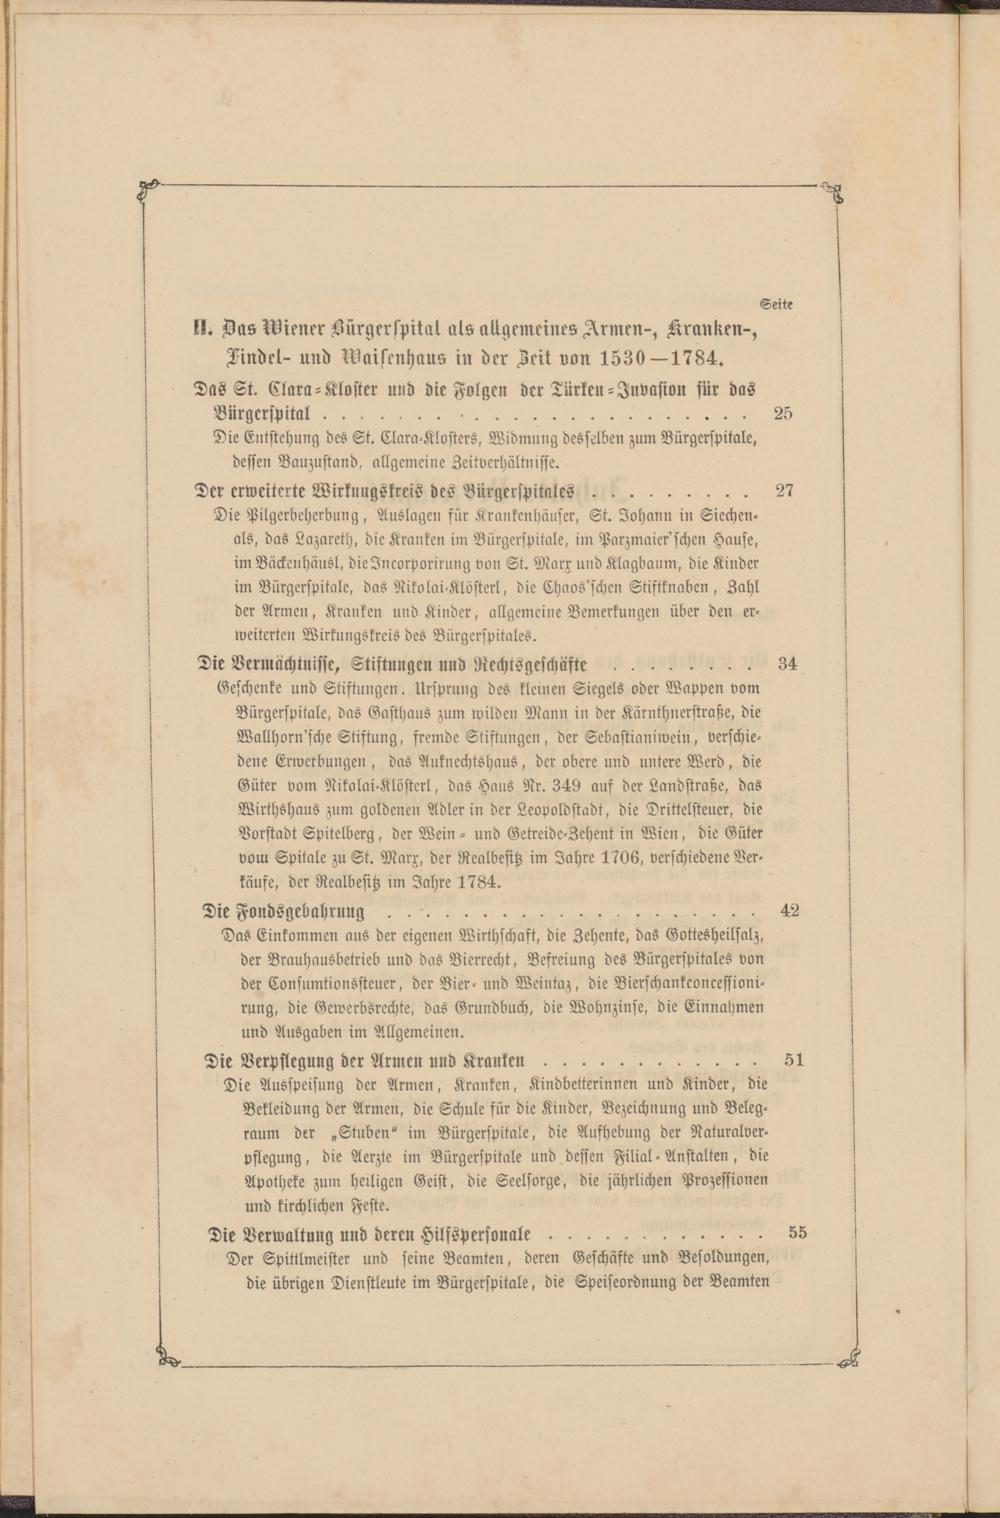 Seite
II. Das Wiener Bürgerspital als allgemeines Armen-, Kranken-,
Findel- und Waisenhaus in der Zeit von 1530—1784.
Das St. Clara-Kloster und die Folgen der Türken-Invasion für das
Bürgerspital . . . . . . . . . . . . . . . . . . . . . . . 25
Die Entstehung des St. Clara-Klosters, Widmung desselben zum Bürgerspitale,
dessen Bauzustand, allgemeine Zeitverhältnisse.
Der erweiterte Wirkungskreis des Bürgerspitales . . . . . . . . . 27
Die Pilgerbeherbung, Auslagen für Krankenhäuser, St. Johann in Siechen-
als, das Lazareth, die Kranken im Bürgerspitale, im Parzmaier'schen Hause,
im Bäckenhäusl, die Incorporirung von St. Marx und Klagbaum, die Kinder
im Bürgerspitale, das Nikolai-Klösterl, die Chaos'schen Stiftknaben, Zahl
der Armen, Kranken und Kinder, allgemeine Bemerkungen über den er-
weiterten Wirkungskreis des Bürgerspitales.
Die Vermächtnisse, Stiftungen und Rechtsgeschäfte . . . . . . . . 34
Geschenke und Stiftungen. Ursprung des kleinen Siegels oder Wappen vom
Bürgerspitale, das Gasthaus zum wilden Mann in der Kärnthnerstraße, die
Wallhorn'sche Stiftung, fremde Stiftungen, der Sebastianiwein, verschie-
dene Erwerbungen, das Auknechtshaus, der obere und untere Werd, die
Güter vom Nikolai-Klösterl, das Haus Nr. 349 auf der Landstraße, das
Wirthshaus zum goldenen Adler in der Leopoldstadt, die Drittelsteuer, die
Vorstadt Spitelberg, der Wein- und Getreide-Zehent in Wien, die Güter
vom Spitale zu St. Marx, der Realbesitz im Jahre 1706, verschiedene Ver-
käufe, der Realbesitz im Jahre 1784.
Die Fondsgebahrung . . . . . . . . . . . . . . . . . . . . 42
Das Einkommen aus der eigenen Wirthschaft, die Zehente, das Gottesheilsalz,
der Brauhausbetrieb und das Bierrecht, Befreiung des Bürgerspitales von
der Consumtionssteuer, der Bier- und Weintaz, die Bierschankconcessioni-
rung, die Gewerbsrechte, das Grundbuch, die Wohnzinse, die Einnahmen
und Ausgaben im Allgemeinen.
Die Verpflegung der Armen und Kranken . . . . . . . . . . . . 51
Die Ausspeisung der Armen, Kranken, Kindbetterinnen und Kinder, die
Bekleidung der Armen, die Schule für die Kinder, Bezeichnung und Beleg-
raum der „Stuben“ im Bürgerspitale, die Aufhebung der Naturalver-
pflegung, die Aerzte im Bürgerspitale und dessen Filial-Anstalten, die
Apotheke zum heiligen Geist, die Seelsorge, die jährlichen Prozessionen
und kirchlichen Feste.
Die Verwaltung und deren Hilfspersonale . . . . . . . . . . . . 55
Der Spittlmeister und seine Beamten, deren Geschäfte und Besoldungen,
die übrigen Dienstleute im Bürgerspitale, die Speiseordnung der Beamten